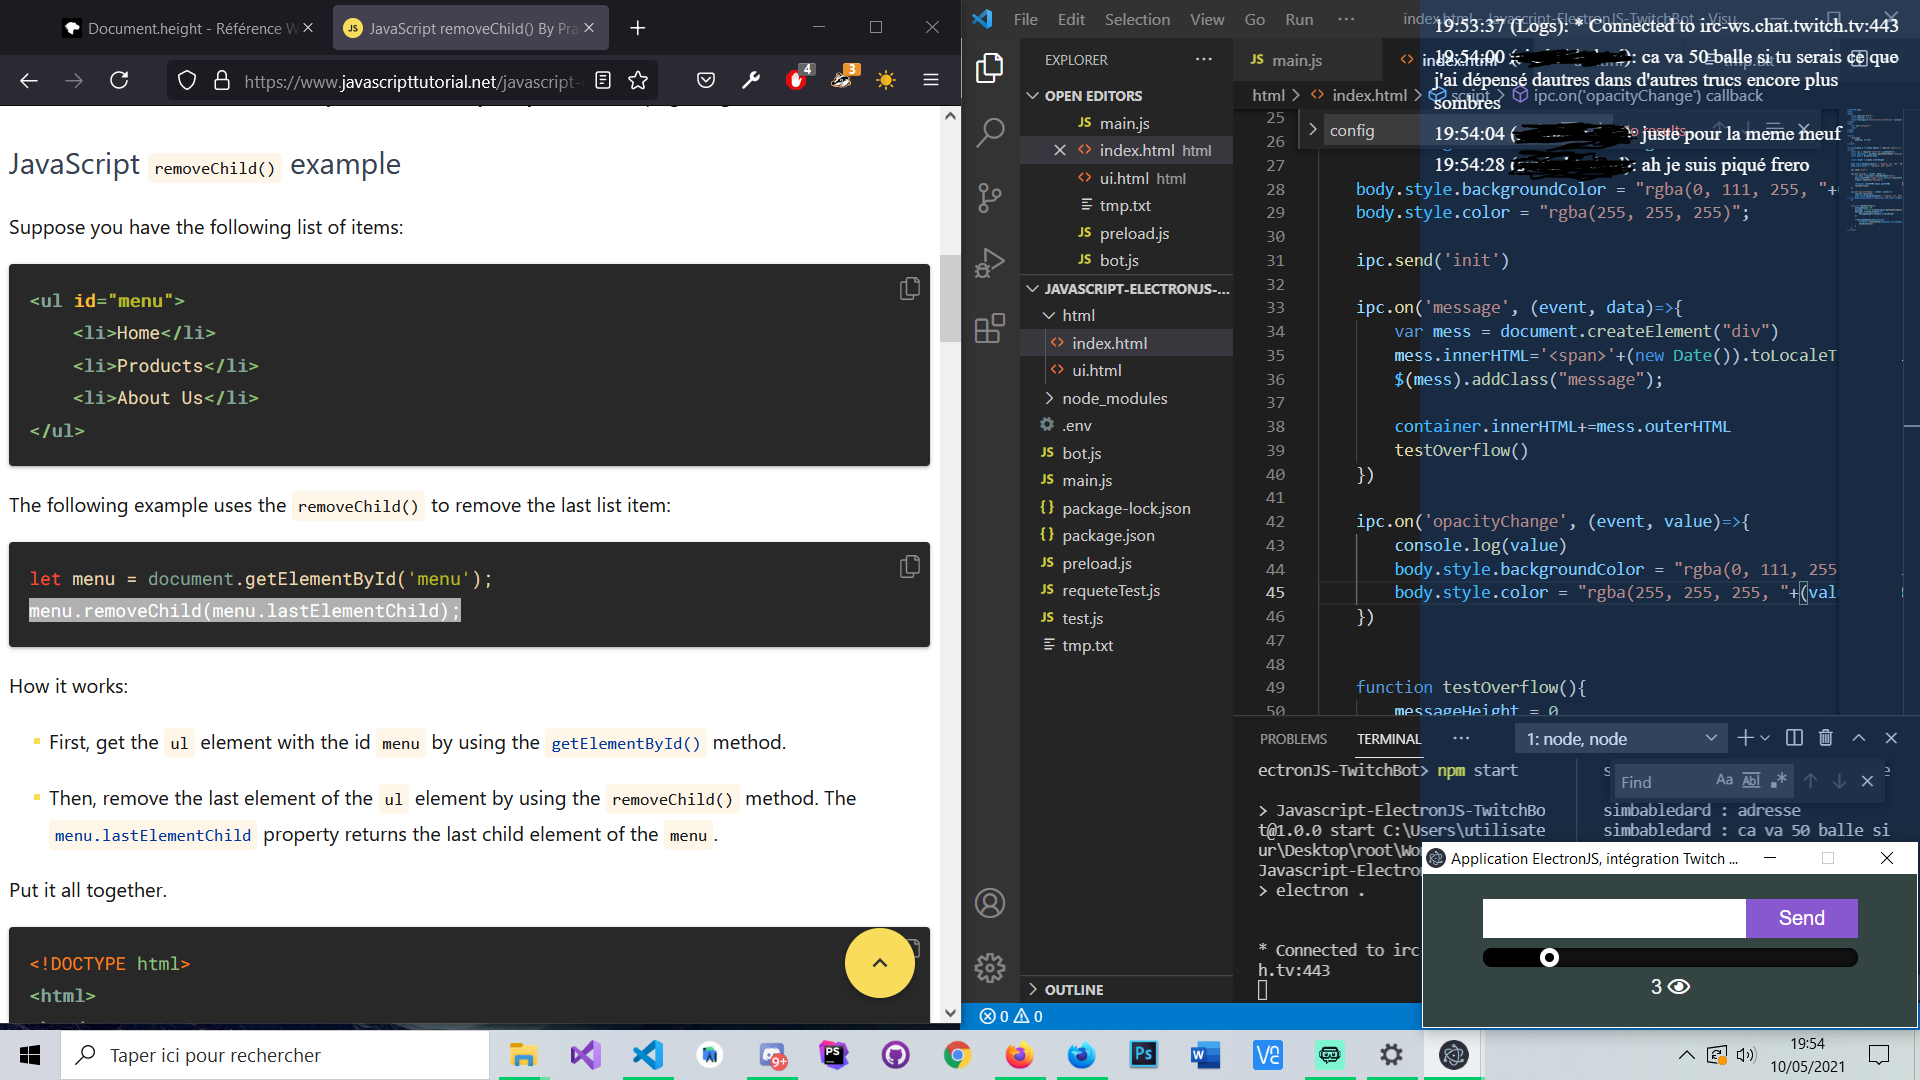 Document.height - Référence W
JavaScript removeChild() By Pra
https://www.javascripttutorial.net/javascript-
4
3
JavaScript removeChild() example
Suppose you have the following list of items:
<ul id="menu">
<li>Home</li>
<li>Products</li>
<li>About Us</li>
</ul>
The following example uses the removeChild() to remove the last list item:
let menu = document.getElementById('menu');
menu.removeChild(menu.lastElementChild);
How it works:
First, get the ul element with the id menu by using the getElementById() method.
Then, remove the last element of the ul element by using the removeChild() method. The
menu.lastElementChild property returns the last child element of the menu.
Put it all together.
<!DOCTYPE html>
<html>
File Edit Selection View Go Run ···
EXPLORER
OPEN EDITORS
JS main.js
index.html html
ui.html html
tmp.txt
JS preload.js
JS bot.js
JAVASCRIPT-ELECTRONJS-...
html
index.html
ui.html
node_modules
.env
JS bot.js
JS main.js
{} package-lock.json
{} package.json
JS preload.js
JS requeteTest.js
JS test.js
tmp.txt
OUTLINE
JS main.js
index.html
html > index.html > script > ipc.on('opacityChange') callback
config
19:53:37 (Logs): * Connected to irc-ws.chat.twitch.tv:443
19:54:00 : ca va 50 balle si tu serais ce que
j'ai dépensé dautres dans d'autres trucs encore plus
sombres
19:54:04 : juste pour la meme meuf
19:54:28 : ah je suis piqué frero
25
26
27
28 body.style.backgroundColor = "rgba(0, 111, 255, "+
29 body.style.color = "rgba(255, 255, 255)";
30
31 ipc.send('init')
32
33 ipc.on('message', (event, data)=>{
34 var mess = document.createElement("div")
35 mess.innerHTML='<span>'+(new Date()).toLocaleT
36 $(mess).addClass("message");
37
38 container.innerHTML+=mess.outerHTML
39 testOverflow()
40 })
41
42 ipc.on('opacityChange', (event, value)=>{
43 console.log(value)
44 body.style.backgroundColor = "rgba(0, 111, 255
45 body.style.color = "rgba(255, 255, 255, "+(valu
46 })
47
48
49 function testOverflow(){
50 messageHeight = 0
PROBLEMS TERMINAL ··· 1: node, node
ectronJS-TwitchBot> npm start
> Javascript-ElectronJS-TwitchBo
t@1.0.0 start C:\Users\utilisate
ur\Desktop\root\Wo
Javascript-Electron
> electron .
* Connected to irc-
h.tv:443
Find
simbabledard : adresse
simbabledard : ca va 50 balle si
Application ElectronJS, intégration Twitch ...
Send
3
0 0
Taper ici pour rechercher
9+
19:54
10/05/2021